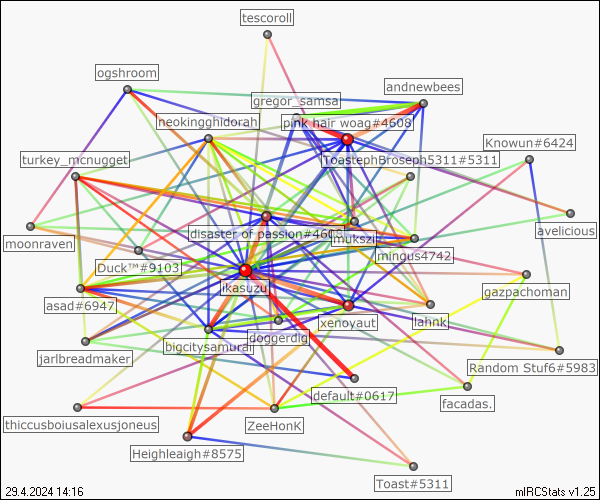 tescoroll
ogshroom
andnewbees
gregor_samsa
neokingghidorah
pink hair woag#4608
Knowun#6424
turkey_mcnugget
ToastephBroseph5311#5311
avelicious
moonraven
disaster of passion#4608
mukszi
mingus4742
Duck™#9103
ikasuzu
gazpachoman
asad#6947
xenoyaut
lahnk
doggerdig
bigcitysamurai
jarlbreadmaker
Random Stuf6#5983
default#0617
facadas.
thiccusboiusalexusjoneus
ZeeHonK
Heighleaigh#8575
Toast#5311
29.4.2024 14:16
mIRCStats v1.25